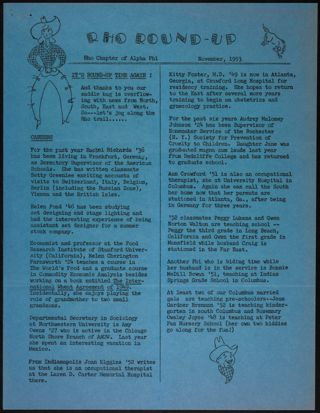 RHO ROUND-UP
Rho Chapter of Alpha Phi
November, 1953
IT'S ROUND-UP TIME AGAIN !
And thanks to you our
saddle bag is overflow-
ing with news from North,
South, East and West.
So---let's jog along the
Rho trail.....
CAREERS
For the past year Rachel Richards '36
has been living in Frankfurt, Germany,
as Secretary Supervisor of the American
Schools. She has written classmate
Betty Greenlee exciting accounts of
visits to Switzerland, Italy, Belgium,
Berlin (including the Russian Zone),
Vienna and the British Isles.
Helen Pond '46 has been studying
set designing and stage lighting and
had the interesting experience of being
assistant set designer for a summer
stock company.
Economist and professor at the Food
Research Institute of Stanford Univer-
sity (California), Helen Cherington
Farnsworth '24 teaches a course in
The World's Food and a graduate course
in Commodity Economic Analysis besides
working on a book entitled The Inter-
national Wheat Agreement of 1949.
Incidentally, she enjoys playing the
role of grandmother to two small
grandsons.
Departmental Secretary in Sociology
at Northwestern University is Amy
Owens '27 who is active in the Chicago
North Shore Branch of AAUW. Last year
she spent an interesting vacation in
Mexico.
From Indianapolis Joan Higgins '52 writes
us that she is an occupational therapist
at the Laren D. Carter Memorial Hospital
there.
Kitty Foster, M.D. '49 is now in Atlanta,
Georgia, at Crawford Long Hospital for
residency training. She hopes to return
to the East after several more years
training to begin an obstetrics and
gynecology practice.
For the past six years Audrey Maloney
Johnson '24 has been Supervisor of
Encounter Service of the Rochester
(N. Y.) Society for Prevention of
Cruelty to Children. Daughter Jane was
graduated magna cum laude last year
from Radcliffe College and has returned
to graduate school.
Ann Crawford '51 is also an occupational
therapist, she at University Hospital in
Columbus. Again she can call the South
her home now that her parents are
stationed in Atlanta, Ga., after being
in Germany for three years.
'52 classmates Peggy Lukens and Gwen
Morton Walton are teaching school --
Peggy the third grade in Long Beach,
California and Gwen the first grade in
Mansfield while husband Craig is
stationed in the Far East.
Another Phi who is biding time while
her husband is in the service is Bonnie
McGill Down '51, teaching at Indian
Springs Grade School in Columbus.
At least two of our Columbus married
gals are teaching pre-schoolers--Jane
Gardner Brennan '52 is teaching kinder-
garten in south Columbus and Rosemary
Owsley Joyce '48 is teaching at Peter
Pan Nursery School (her own two kiddies
go along for the fun!)